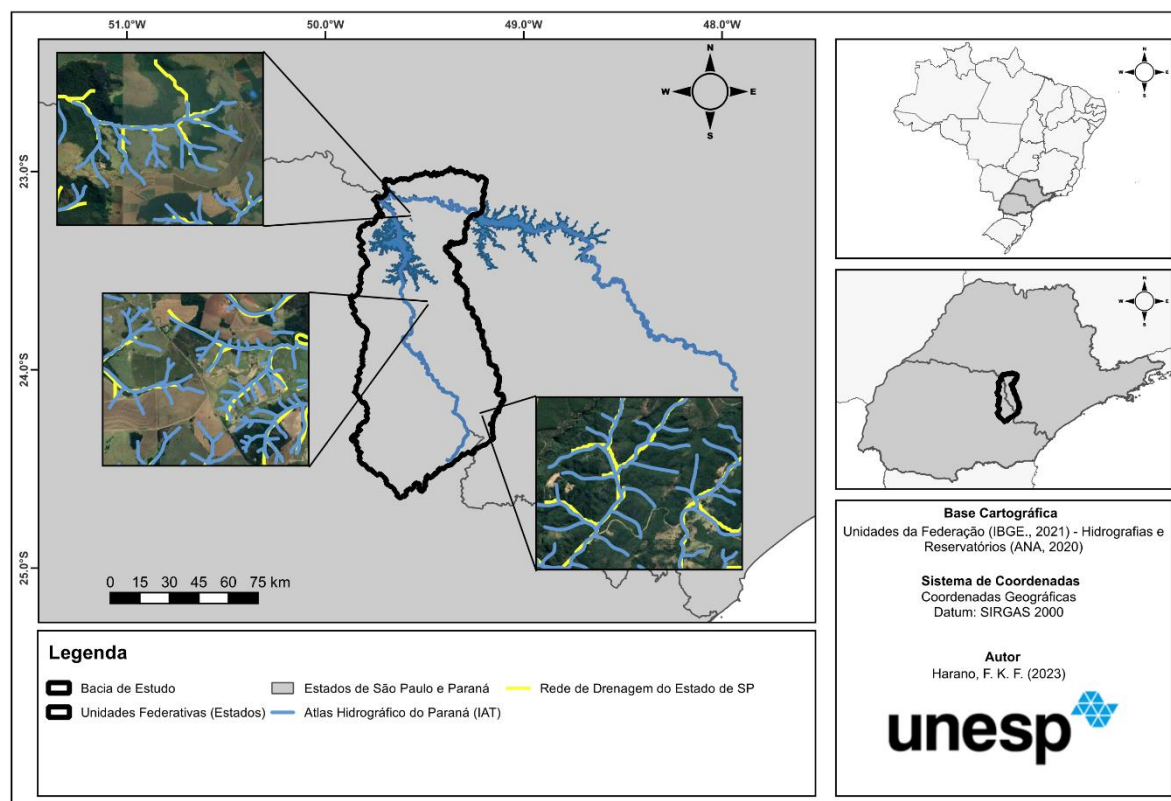 51.0°W 50.0°W 49.0°W 48.0°W
N
W E
S
23.0°S
24.0°S
25.0°S
0 15 30 45 60 75 km
N
W E
S
N
W E
S
Legenda
Bacia de Estudo
Estados de São Paulo e Paraná
Rede de Drenagem do Estado de SP
Unidades Federativas (Estados)
Atlas Hidrográfico do Paraná (IAT)
Base Cartográfica
Unidades da Federação (IBGE., 2021) - Hidrografias e
Reservatórios (ANA, 2020)
Sistema de Coordenadas
Coordenadas Geográficas
Datum: SIRGAS 2000
Autor
Harano, F. K. F. (2023)
unesp